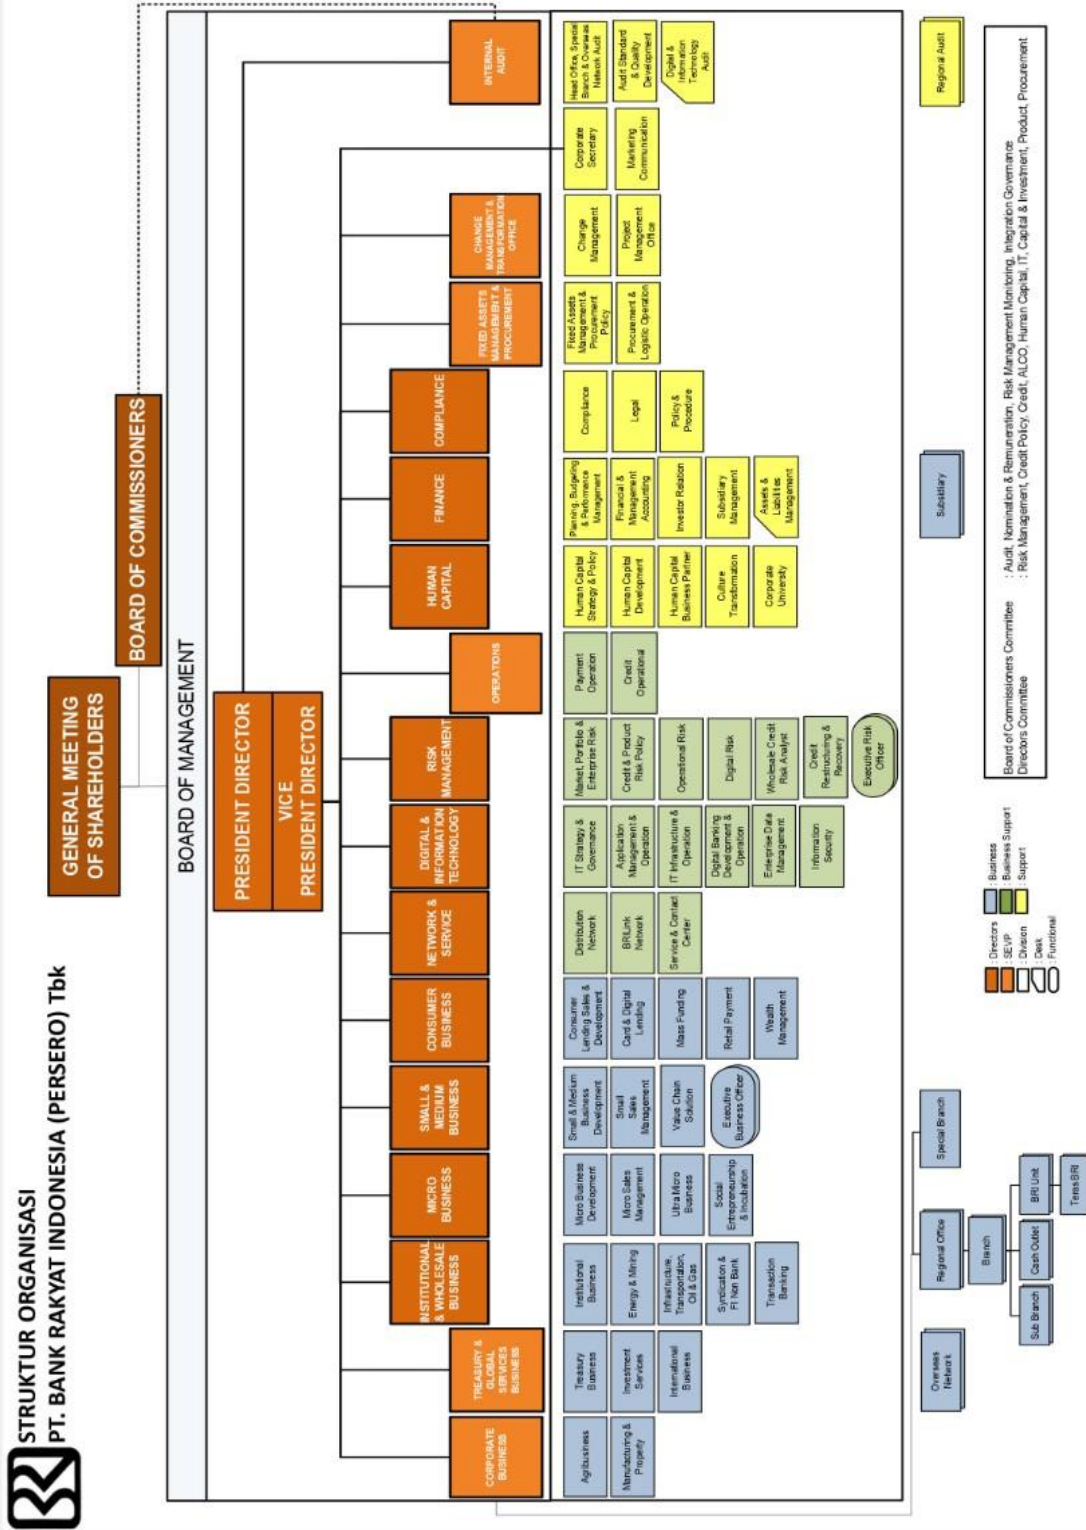 STRUKTUR ORGANISASI
PT. BANK RAKYAT INDONESIA (PERSERO) Tbk
GENERAL MEETING
OF SHAREHOLDERS
BOARD OF COMMISSIONERS
BOARD OF MANAGEMENT
PRESIDENT DIRECTOR
VICE
PRESIDENT DIRECTOR
CORPORATE
BUSINESS
TREASURY &
GLOBAL
SERVICES
BUSINESS
INSTITUTIONAL
& WHOLESALE
BUSINESS
MICRO
BUSINESS
SMALL &
MEDIUM
BUSINESS
CONSUMER
BUSINESS
NETWORK &
SERVICE
DIGITAL &
INFORMATION
TECHNOLOGY
RISK
MANAGEMENT
OPERATIONS
HUMAN
CAPITAL
FINANCE
COMPLIANCE
FIXED ASSETS
MANAGEMENT &
PROCUREMENT
CHANGE
MANAGEMENT &
TRANSFORMATION
OFFICE
INTERNAL
AUDIT
Agribusiness
Manufacturing &
Property
Treasury
Business
Investment
Services
International
Business
Institutional
Business
Energy & Mining
Infrastructure,
Transportation,
Oil & Gas
Syndication &
FI Non Bank
Transaction
Banking
Micro Business
Development
Micro Sales
Management
Ultra Micro
Business
Social
Entrepreneurship
& Incubation
Small & Medium
Business
Development
Small
Sales
Management
Value Chain
Solution
Executive
Business Officer
Consumer
Lending Sales &
Development
Card & Digital
Lending
Mass Funding
Retail Payment
Wealth
Management
Distribution
Network
BRILink
Network
Service & Contact
Center
IT Strategy &
Governance
Application
Management &
Operation
IT Infrastructure &
Operation
Digital Banking
Development &
Operation
Enterprise Data
Management
Information
Security
Market, Portfolio &
Enterprise Risk
Credit & Product
Risk Policy
Operational Risk
Digital Risk
Wholesale Credit
Risk Analyst
Credit
Restructuring &
Recovery
Executive Risk
Officer
Payment
Operation
Credit
Operational
Human Capital
Strategy & Policy
Human Capital
Development
Human Capital
Business Partner
Culture
Transformation
Corporate
University
Planning, Budgeting
& Performance
Management
Financial &
Management
Accounting
Investor Relation
Subsidiary
Management
Assets &
Liabilities
Management
Compliance
Legal
Policy &
Procedure
Fixed Assets
Management &
Procurement
Policy
Procurement &
Logistic Operation
Change
Management
Project
Management
Office
Corporate
Secretary
Marketing
Communication
Head Office, Special
Branch & Overseas
Network Audit
Audit Standard
& Quality
Development
Digital &
Information
Technology
Audit
Overseas
Network
Regional Office
Special Branch
Subsidiary
Regional Audit
Branch
Sub Branch
Cash Outlet
BRI Unit
Teras BRI
: Directors
: SEVP
: Division
: Desk
: Functional
: Business
: Business Support
: Support
Board of Commissioners Committee : Audit, Nomination & Remuneration, Risk Management Monitoring, Integration Governance
Directors Committee : Risk Management, Credit Policy, Credit, ALCO, Human Capital, IT, Capital & Investment, Product, Procurement